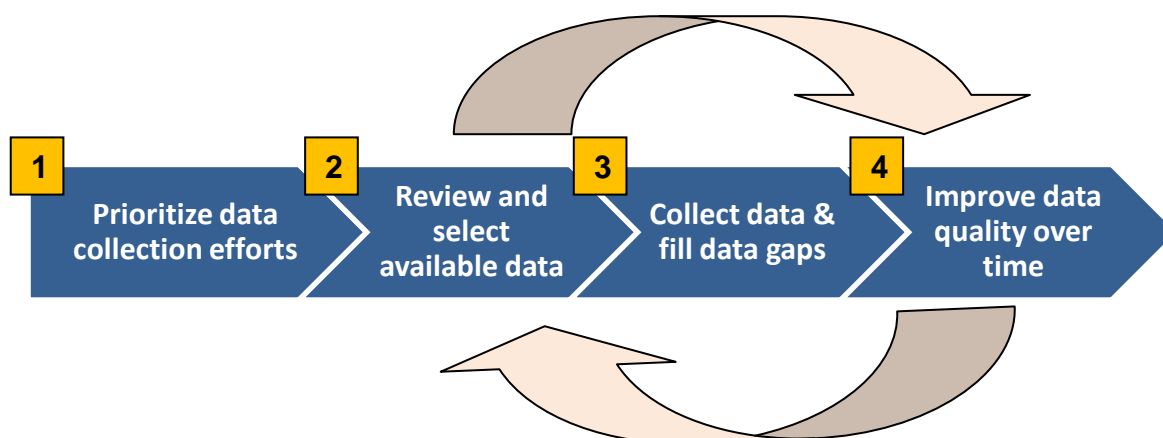 1
Prioritize data
collection efforts
2
Review and
select
available data
3
Collect data &
fill data gaps
4
Improve data
quality over
time